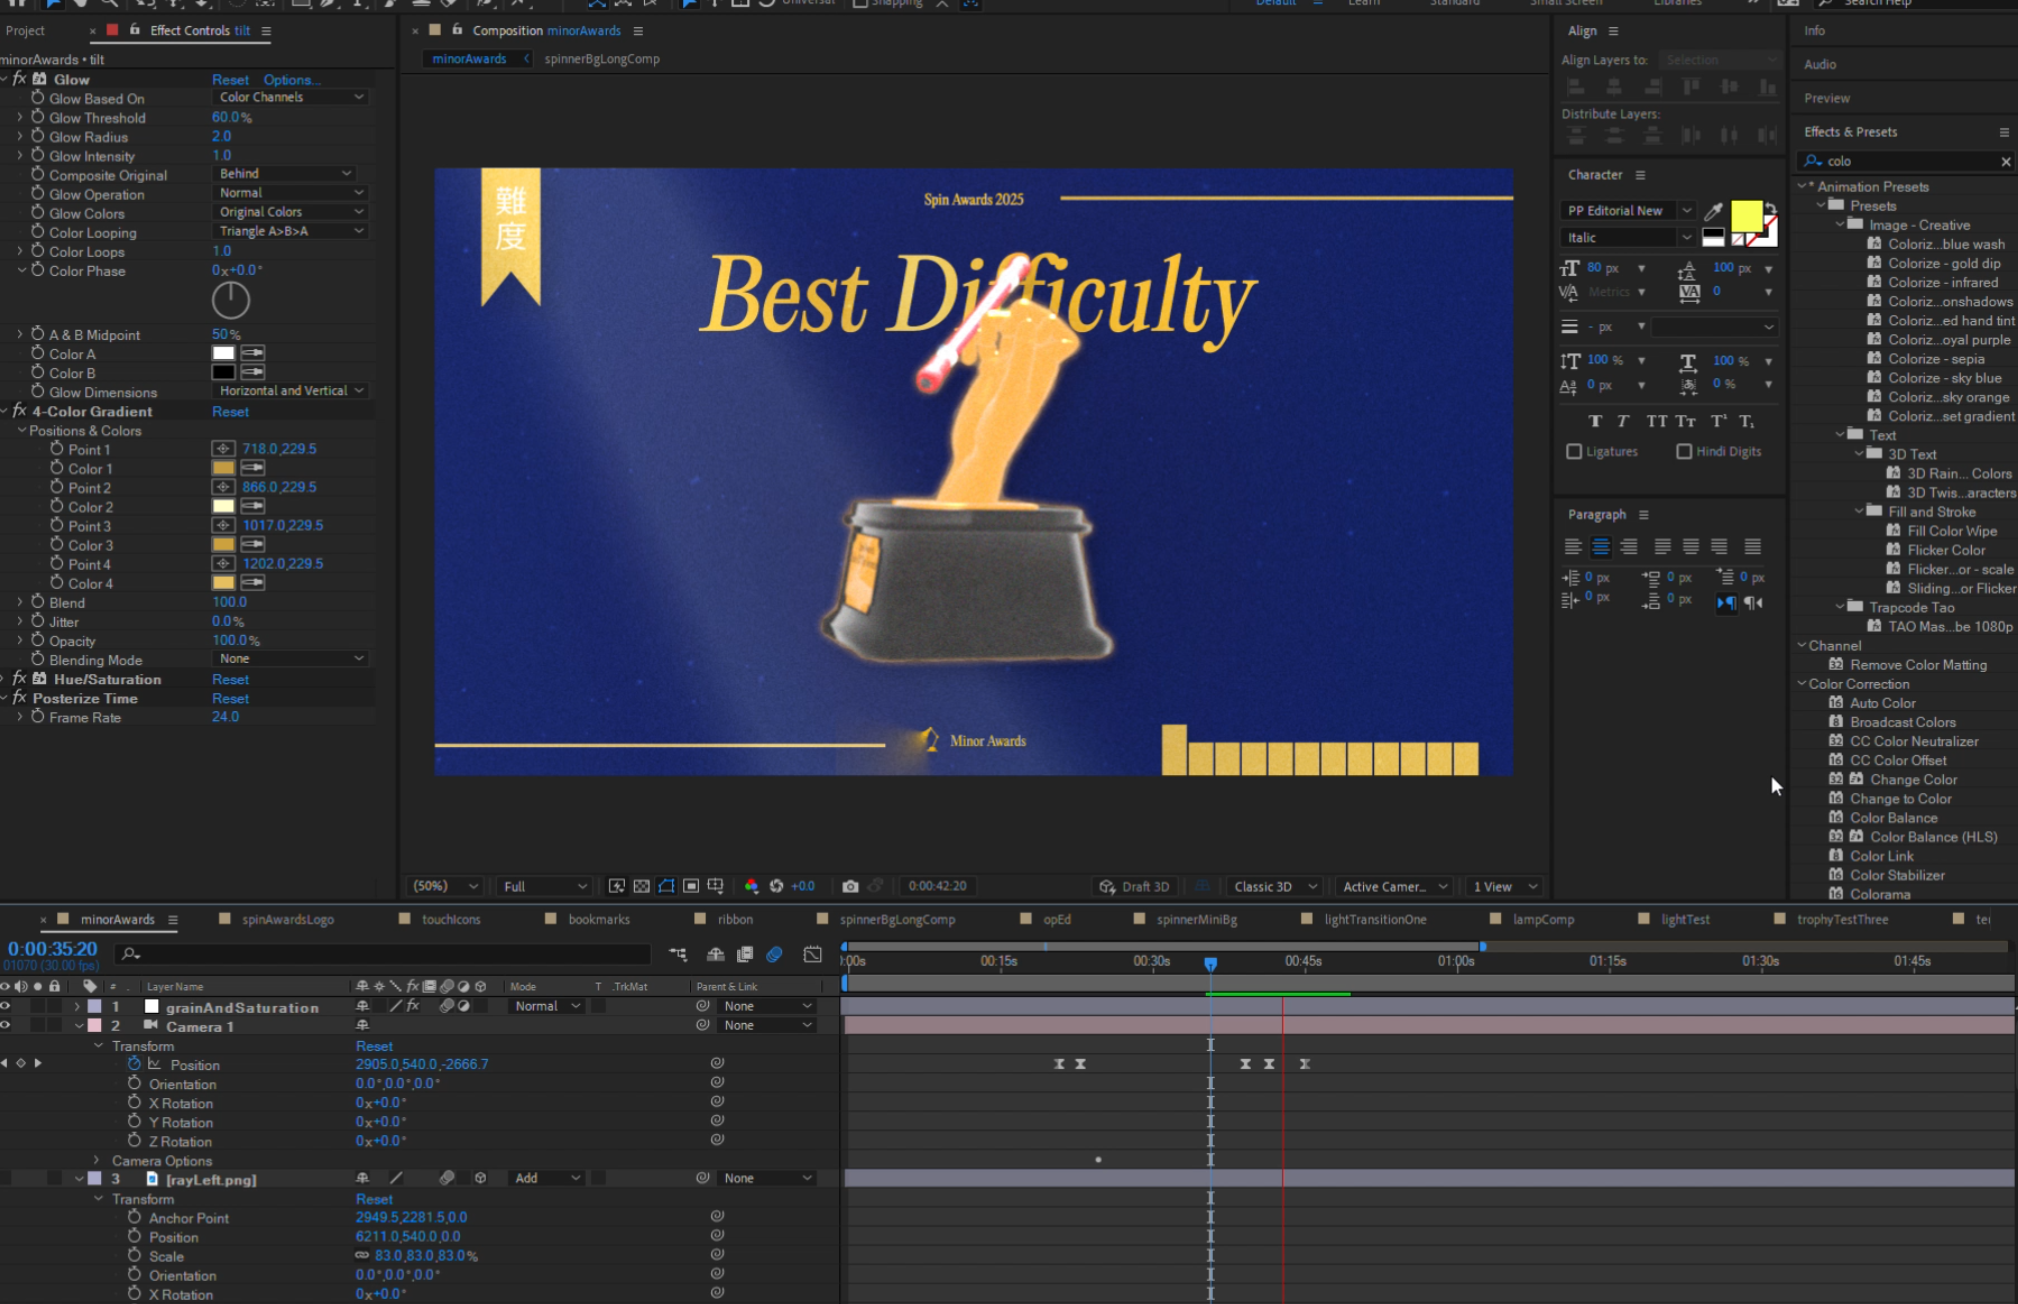 Universal
Snapping
Default
Learn
Standard
Small Screen
Libraries
Search Help
Project
Effect Controls tilt
Composition minorAwards
Align
Info
minorAwards • tilt
minorAwards
spinnerBgLongComp
Align Layers to:
Selection
Audio
fx Glow
Reset
Options...
Glow Based On
Color Channels
Distribute Layers:
Preview
Glow Threshold
60.0%
Glow Radius
2.0
Effects & Presets
Glow Intensity
1.0
colo
Composite Original
Behind
Character
Glow Operation
Normal
* Animation Presets
Glow Colors
Original Colors
PP Editorial New
Presets
Color Looping
Triangle A>B>A
Italic
Image - Creative
Color Loops
1.0
Coloriz...blue wash
Color Phase
0x+0.0°
80 px
100 px
Colorize - gold dip
Metrics
0
Colorize - infrared
Coloriz...onshadows
- px
Coloriz...ed hand tint
A & B Midpoint
50%
Coloriz...oyal purple
Color A
100 %
100 %
Colorize - sepia
Color B
0 px
0 %
Colorize - sky blue
Glow Dimensions
Horizontal and Vertical
Coloriz...sky orange
fx 4-Color Gradient
Reset
Coloriz...set gradient
Positions & Colors
Text
Point 1
718.0,229.5
Ligatures
Hindi Digits
3D Text
Color 1
3D Rain... Colors
Point 2
866.0,229.5
3D Twis...aracters
Color 2
Paragraph
Fill and Stroke
Point 3
1017.0,229.5
Fill Color Wipe
Color 3
Flicker Color
Point 4
1202.0,229.5
Flicker...or - scale
Color 4
0 px
0 px
0 px
Sliding...or Flicker
Blend
100.0
0 px
0 px
Trapcode Tao
Jitter
0.0%
TAO Mas...be 1080p
Opacity
100.0%
Channel
Blending Mode
None
Remove Color Matting
fx Hue/Saturation
Reset
Color Correction
fx Posterize Time
Reset
Auto Color
Frame Rate
24.0
Broadcast Colors
CC Color Neutralizer
CC Color Offset
Change Color
Change to Color
Color Balance
Color Balance (HLS)
Color Link
Color Stabilizer
Colorama
難
度
Spin Awards 2025
Best Difficulty
Minor Awards
(50%)
Full
+0.0
0:00:42:20
Draft 3D
Classic 3D
Active Camer...
1 View
minorAwards
spinAwardsLogo
touchIcons
bookmarks
ribbon
spinnerBgLongComp
opEd
spinnerMiniBg
lightTransitionOne
lampComp
lightTest
trophyTestThree
0:00:35:20
01070 (30.00 fps)
:00s
00:15s
00:30s
00:45s
01:00s
01:15s
01:30s
01:45s
#
Layer Name
fx
Mode
T
.TrkMat
Parent & Link
1
grainAndSaturation
fx
Normal
None
2
Camera 1
None
Transform
Reset
Position
2905.0,540.0,-2666.7
Orientation
0.0°,0.0°,0.0°
X Rotation
0x+0.0°
Y Rotation
0x+0.0°
Z Rotation
0x+0.0°
Camera Options
3
[rayLeft.png]
Add
None
Transform
Reset
Anchor Point
2949.5,2281.5,0.0
Position
6211.0,540.0,0.0
Scale
83.0,83.0,83.0%
Orientation
0.0°,0.0°,0.0°
X Rotation
0x+0.0°